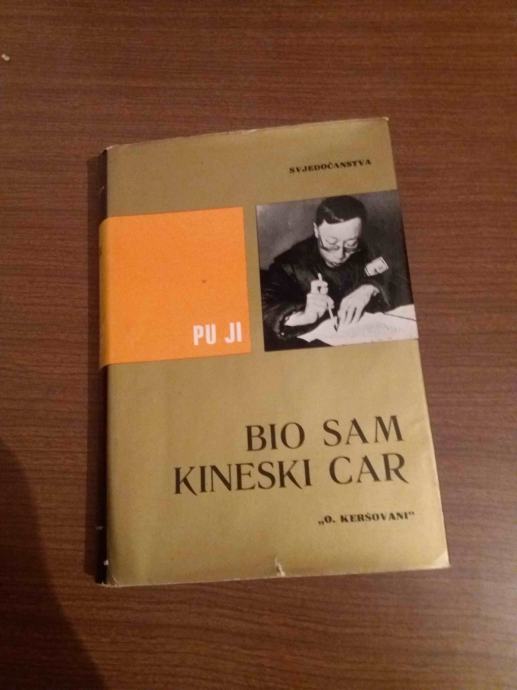 SVJEDOČANSTVA
PU JI
BIO SAM
KINESKI CAR
„O. KERŠOVANI"